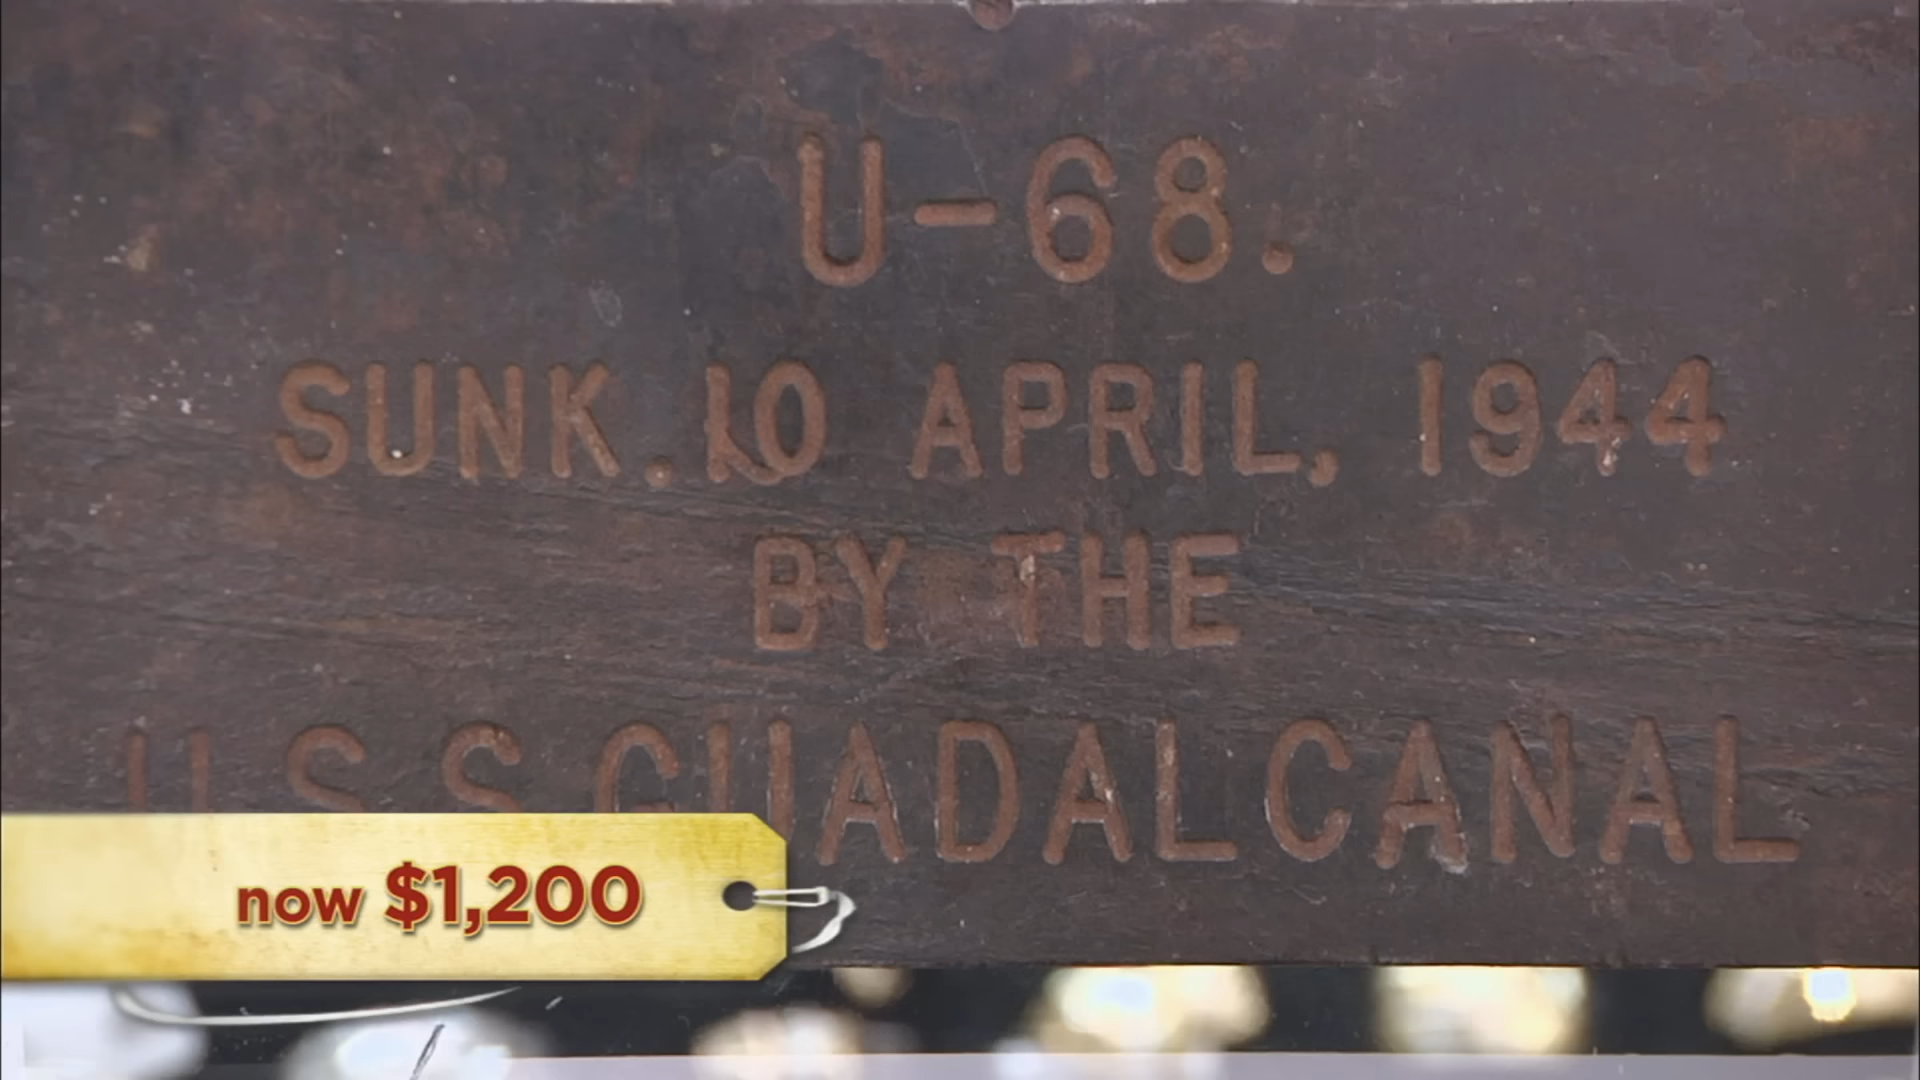 U-68.
SUNK.10 APRIL, 1944
BY THE
U S S GUADALCANAL
now $1,200